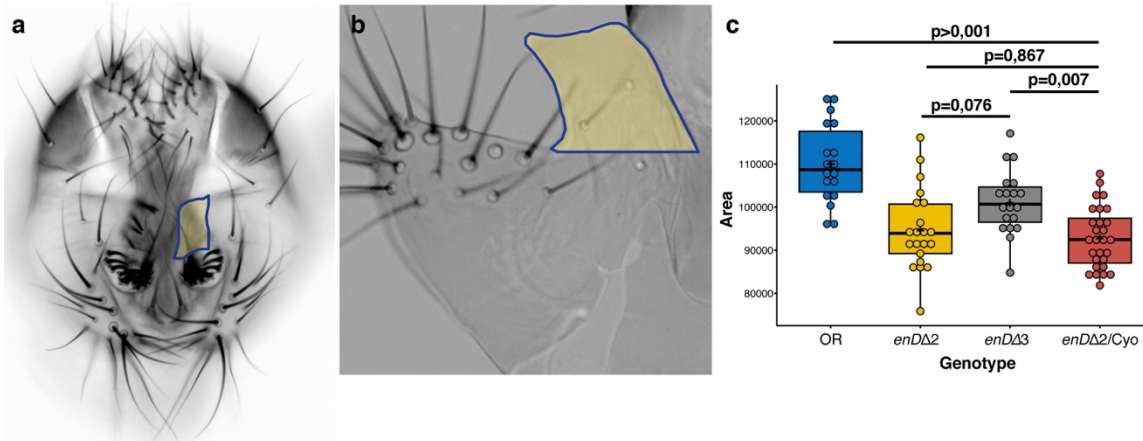 a
b
c
p>0,001
p=0,867
p=0,007
p=0,076
Area
120000
110000
100000
90000
80000
OR
enDΔ2
enDΔ3
enDΔ2/Cyo
Genotype